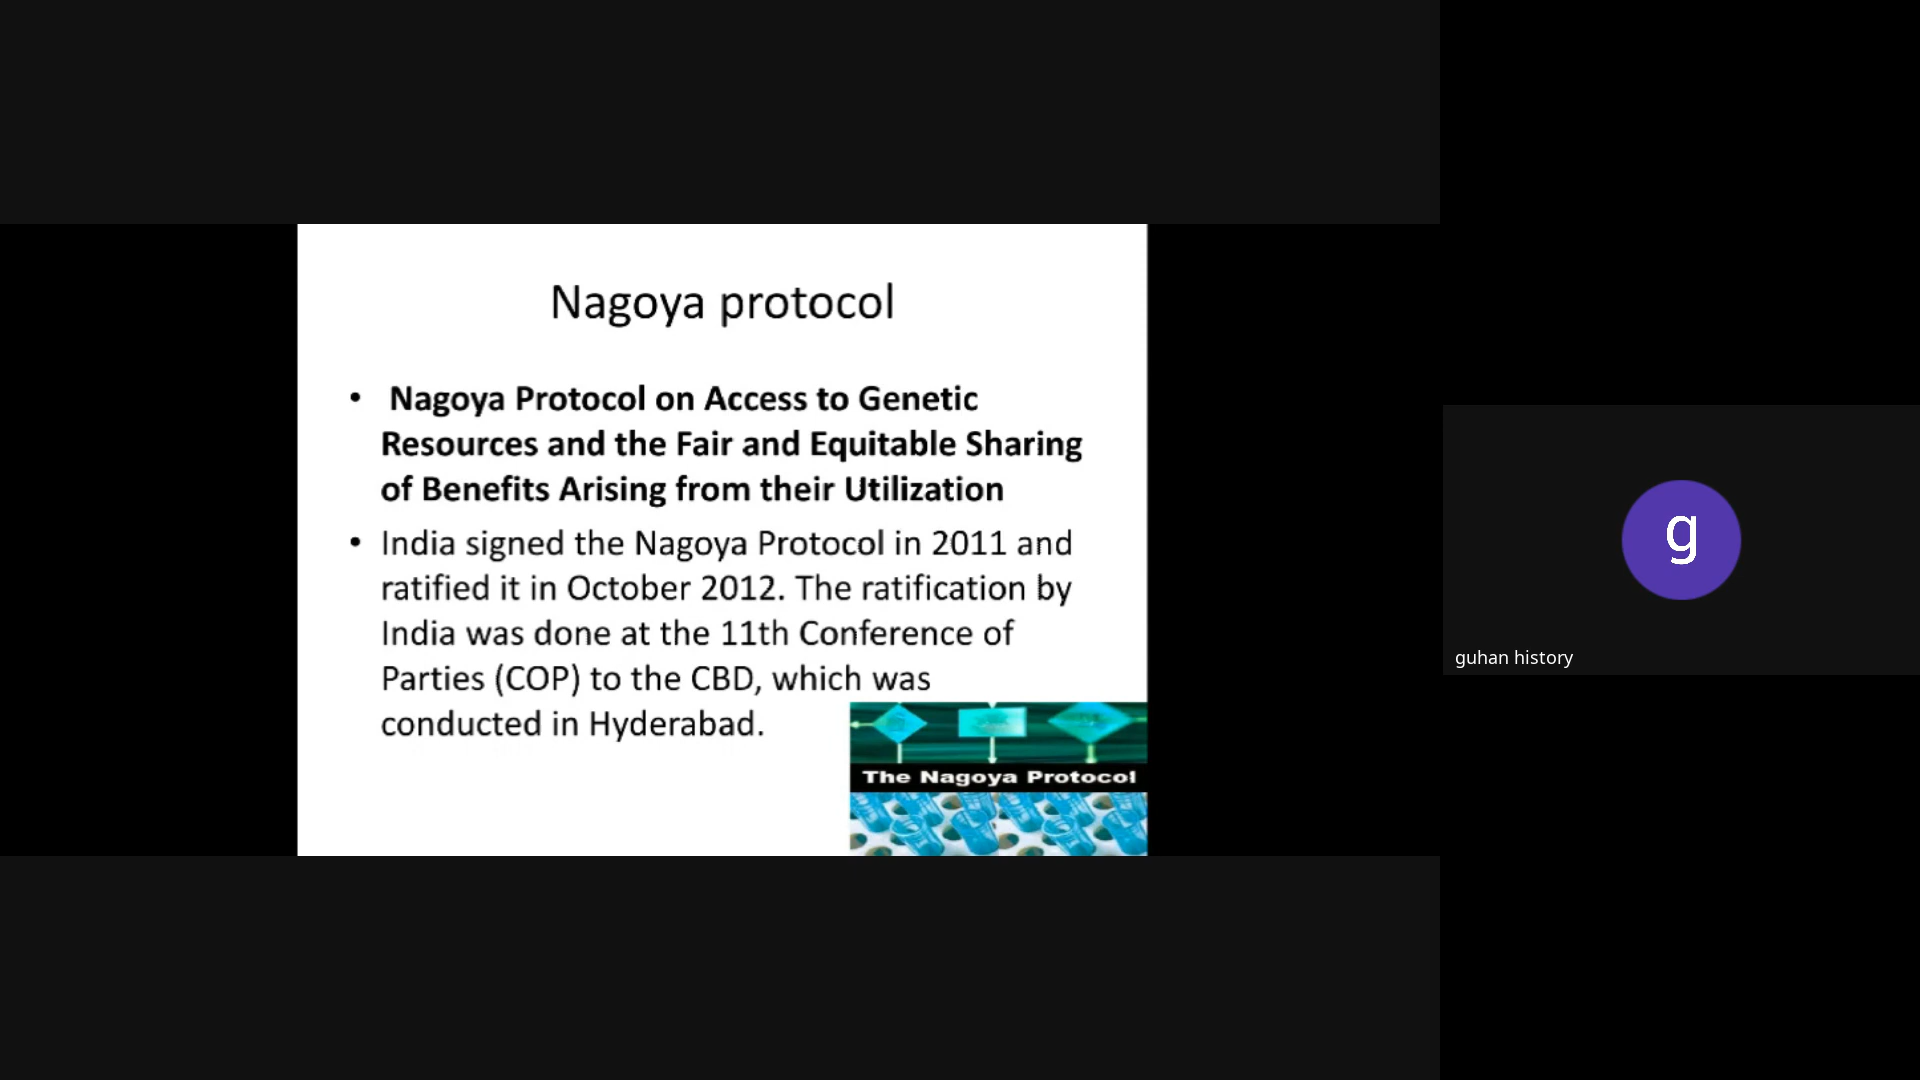 Nagoya protocol
• Nagoya Protocol on Access to Genetic
Resources and the Fair and Equitable Sharing
of Benefits Arising from their Utilization
• India signed the Nagoya Protocol in 2011 and
ratified it in October 2012. The ratification by
India was done at the 11th Conference of
Parties (COP) to the CBD, which was
conducted in Hyderabad.
The Nagoya Protocol
g
guhan history